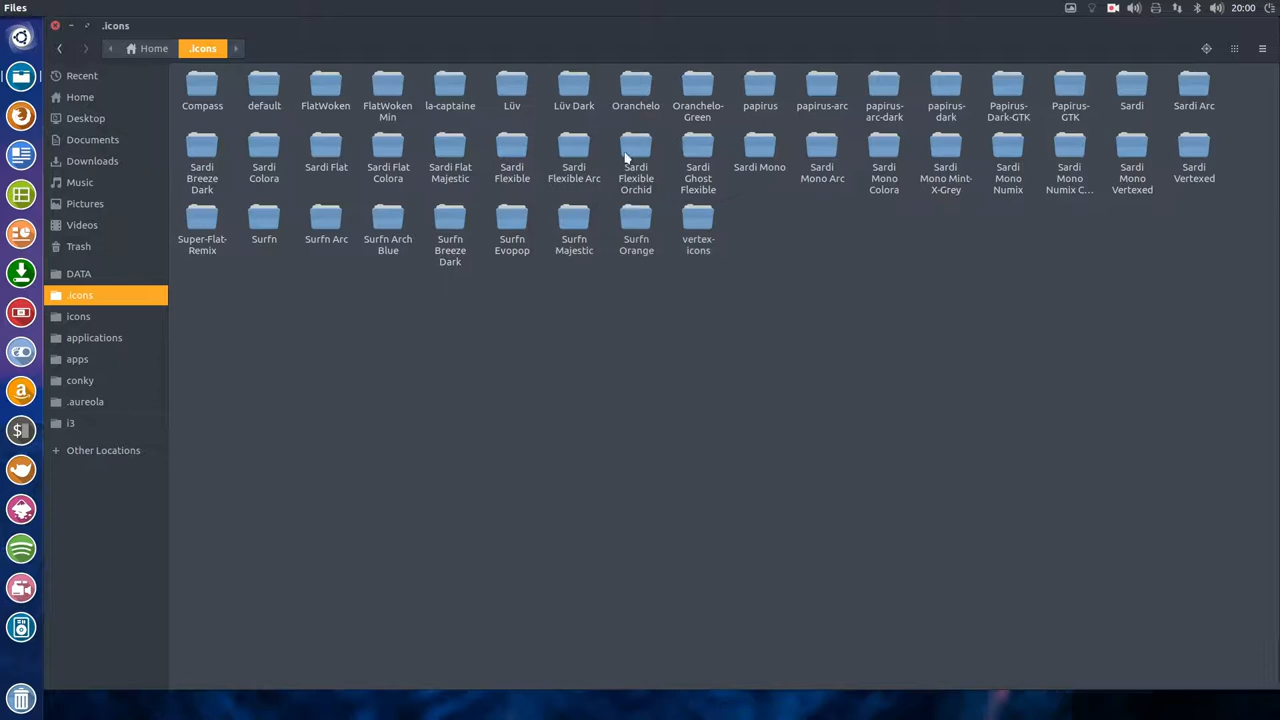 Files
20:00
.icons
Home
.icons
Recent
Home
Desktop
Documents
Downloads
Music
Pictures
Videos
Trash
DATA
.icons
icons
applications
apps
conky
.aureola
i3
Other Locations
Compass
default
FlatWoken
FlatWoken
Min
la-captaine
Lüv
Lüv Dark
Oranchelo
Oranchelo-
Green
papirus
papirus-arc
papirus-
arc-dark
papirus-
dark
Papirus-
Dark-GTK
Papirus-
GTK
Sardi
Sardi Arc
Sardi
Breeze
Dark
Sardi
Colora
Sardi Flat
Sardi Flat
Colora
Sardi Flat
Majestic
Sardi
Flexible
Sardi
Flexible Arc
Sardi
Flexible
Orchid
Sardi
Ghost
Flexible
Sardi Mono
Sardi
Mono Arc
Sardi
Mono
Colora
Sardi
Mono Mint-
X-Grey
Sardi
Mono
Numix
Sardi
Mono
Numix C...
Sardi
Mono
Vertexed
Sardi
Vertexed
Super-Flat-
Remix
Surfn
Surfn Arc
Surfn Arch
Blue
Surfn
Breeze
Dark
Surfn
Evopop
Surfn
Majestic
Surfn
Orange
vertex-
icons